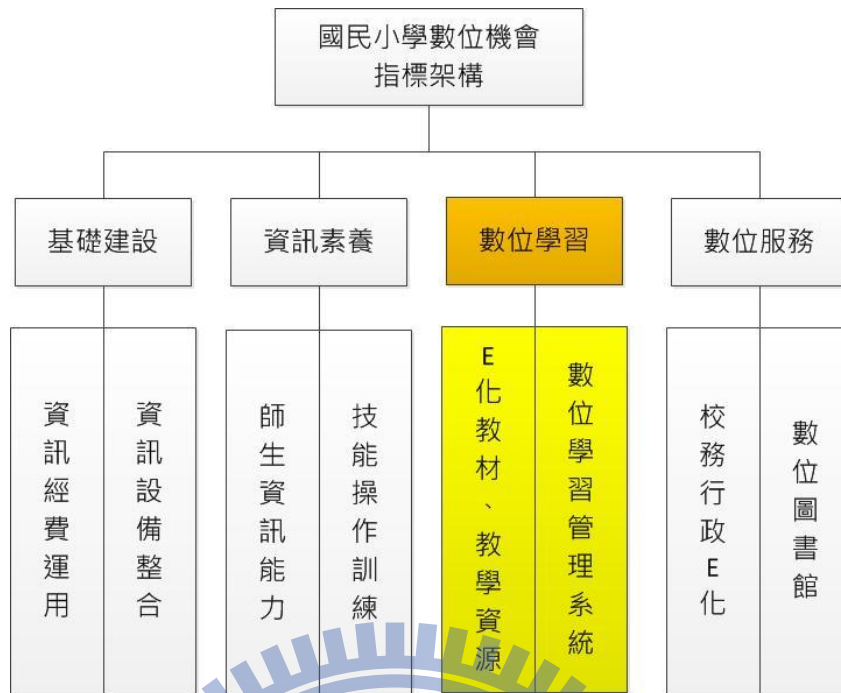 國民小學數位機會
指標架構
基礎建設
資訊素養
數位學習
數位服務
資訊經費運用
資訊設備整合
師生資訊能力
技能操作訓練
E化教材、教學資源
數位學習管理系統
校務行政E化
數位圖書館